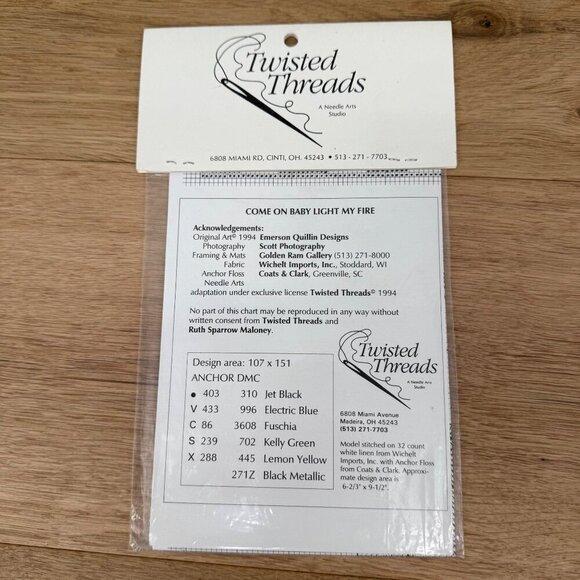 Twisted
Threads
A Needle Arts
Studio
6808 MIAMI RD, CINTI, OH. 45243 • 513 - 271 - 7703
COME ON BABY LIGHT MY FIRE
Acknowledgements:
Original Art© 1994 Emerson Quillin Designs
Photography Scott Photography
Framing & Mats Golden Ram Gallery (513) 271-8000
Fabric Wichelt Imports, Inc., Stoddard, WI
Anchor Floss Coats & Clark, Greenville, SC
Needle Arts
adaptation under exclusive license Twisted Threads© 1994
No part of this chart may be reproduced in any way without
written consent from Twisted Threads and
Ruth Sparrow Maloney.
Design area: 107 x 151
ANCHOR DMC
● 403 310 Jet Black
V 433 996 Electric Blue
C 86 3608 Fuschia
S 239 702 Kelly Green
X 288 445 Lemon Yellow
271Z Black Metallic
Twisted
Threads
A Needle Arts
Studio
6808 Miami Avenue
Madeira, OH 45243
(513) 271-7703
Model stitched on 32 count
white linen from Wichelt
Imports, Inc. with Anchor Floss
from Coats & Clark. Approxi-
mate design area is
6-2/3" x 9-1/2".